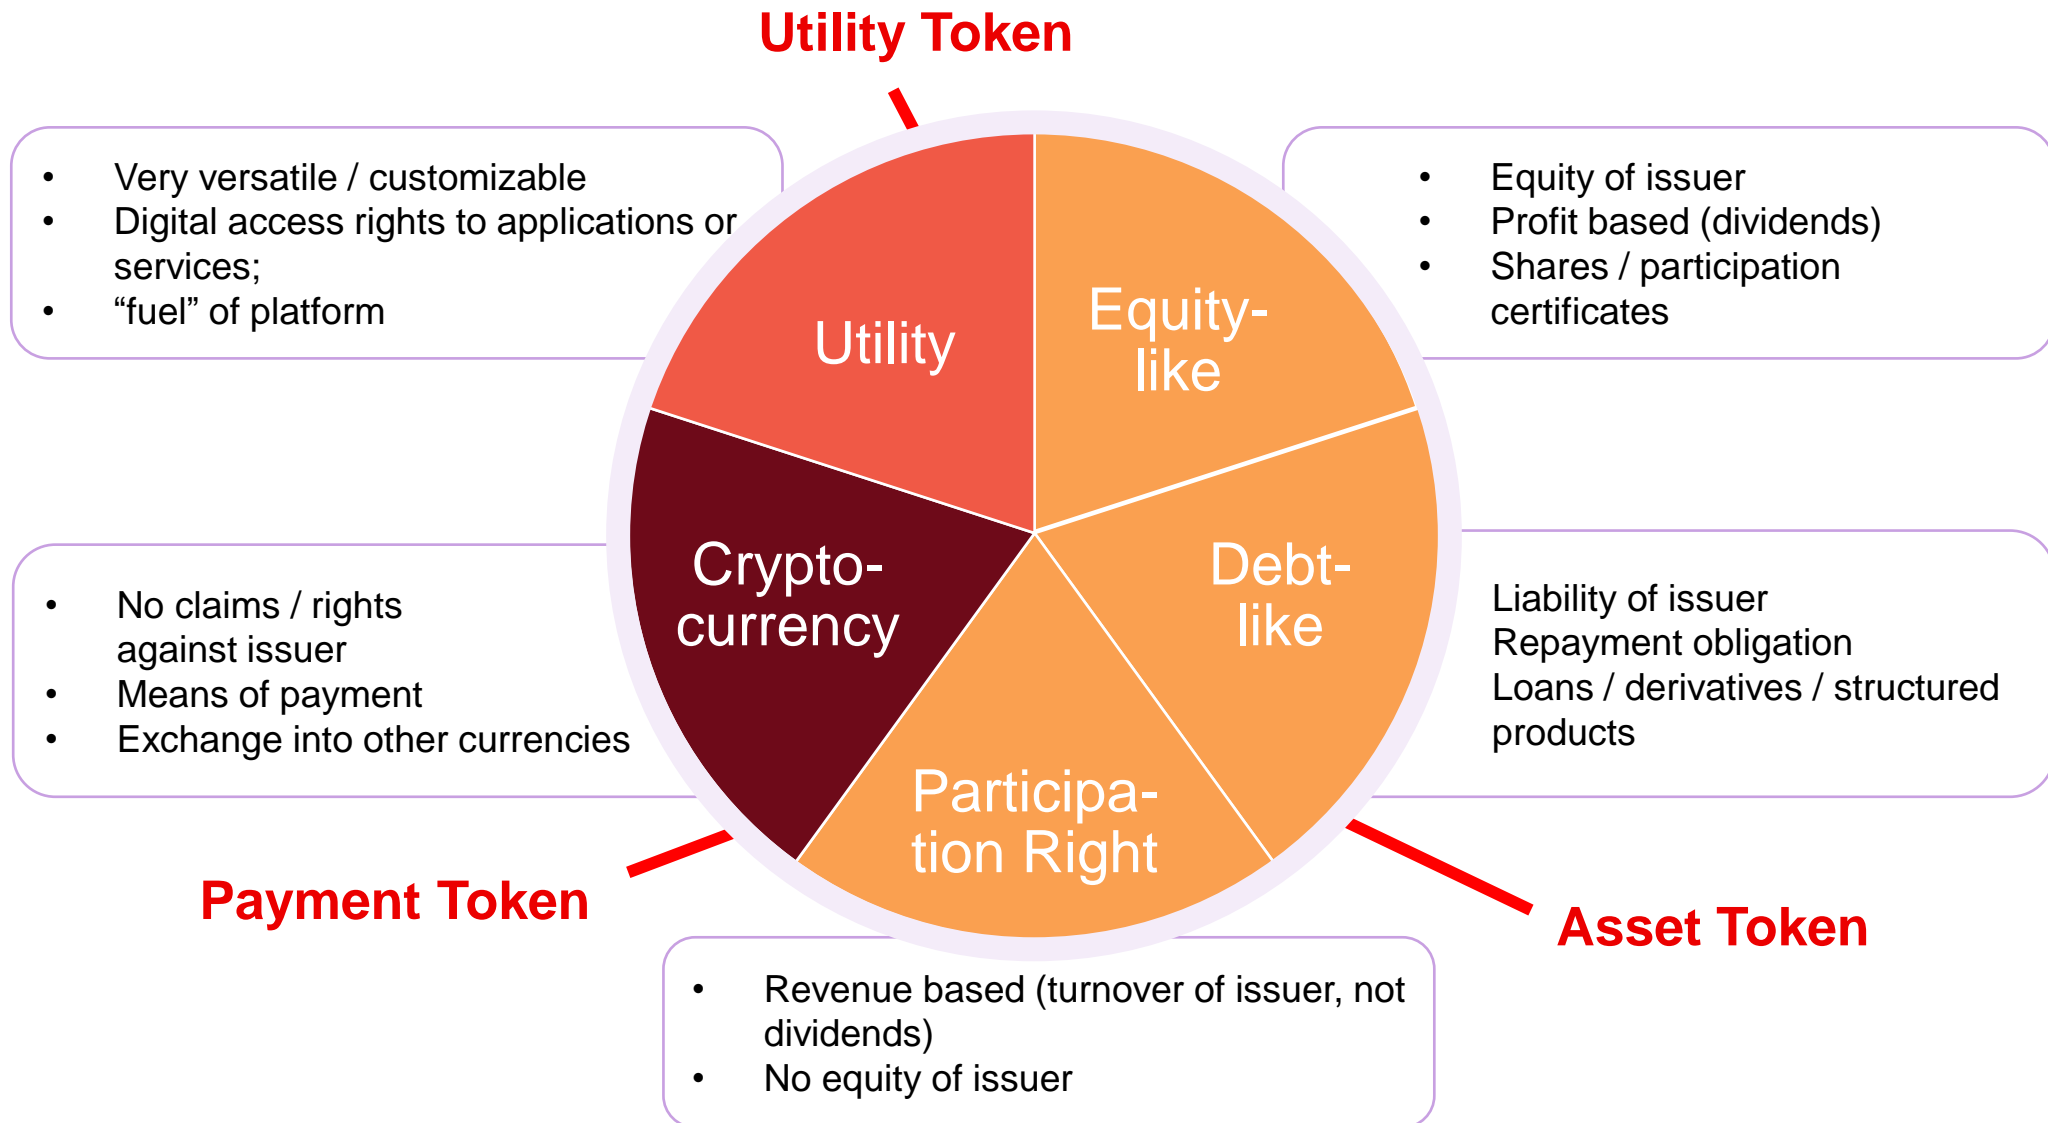 Utility Token
• Very versatile / customizable
• Digital access rights to applications or
services;
• “fuel” of platform
• Equity of issuer
• Profit based (dividends)
• Shares / participation
certificates
Utility
Equity-
like
Crypto-
currency
Debt-
like
Participa-
tion Right
• No claims / rights
against issuer
• Means of payment
• Exchange into other currencies
Liability of issuer
Repayment obligation
Loans / derivatives / structured
products
Payment Token
Asset Token
• Revenue based (turnover of issuer, not
dividends)
• No equity of issuer